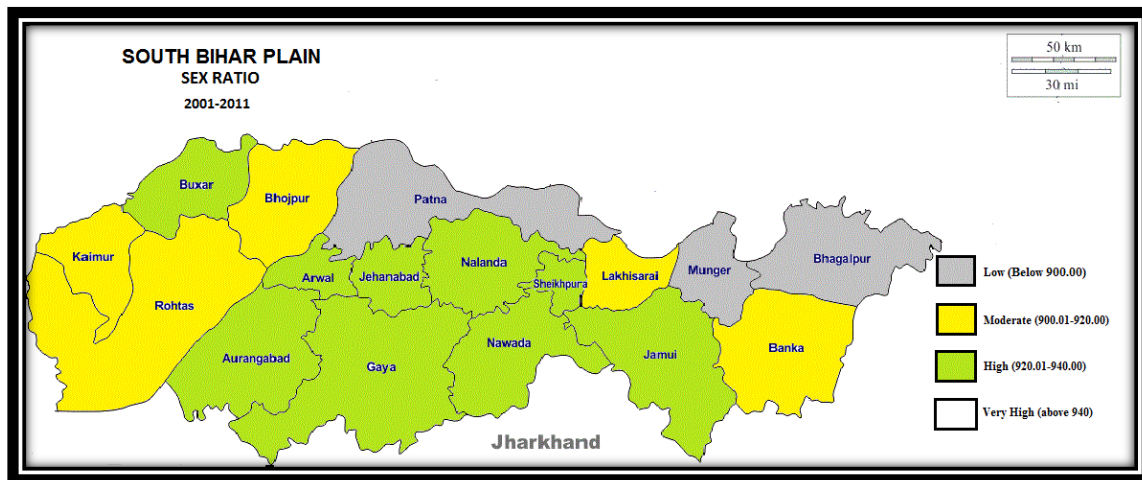 SOUTH BIHAR PLAIN
SEX RATIO
2001-2011
50 km
30 mi
Buxar
Bhojpur
Patna
Kaimur
Rohtas
Arwal
Jehanabad
Nalanda
Sheikhpura
Lakhisarai
Munger
Bhagalpur
Aurangabad
Gaya
Nawada
Jamui
Banka
Jharkhand
Low (Below 900.00)
Moderate (900.01-920.00)
High (920.01-940.00)
Very High (above 940)